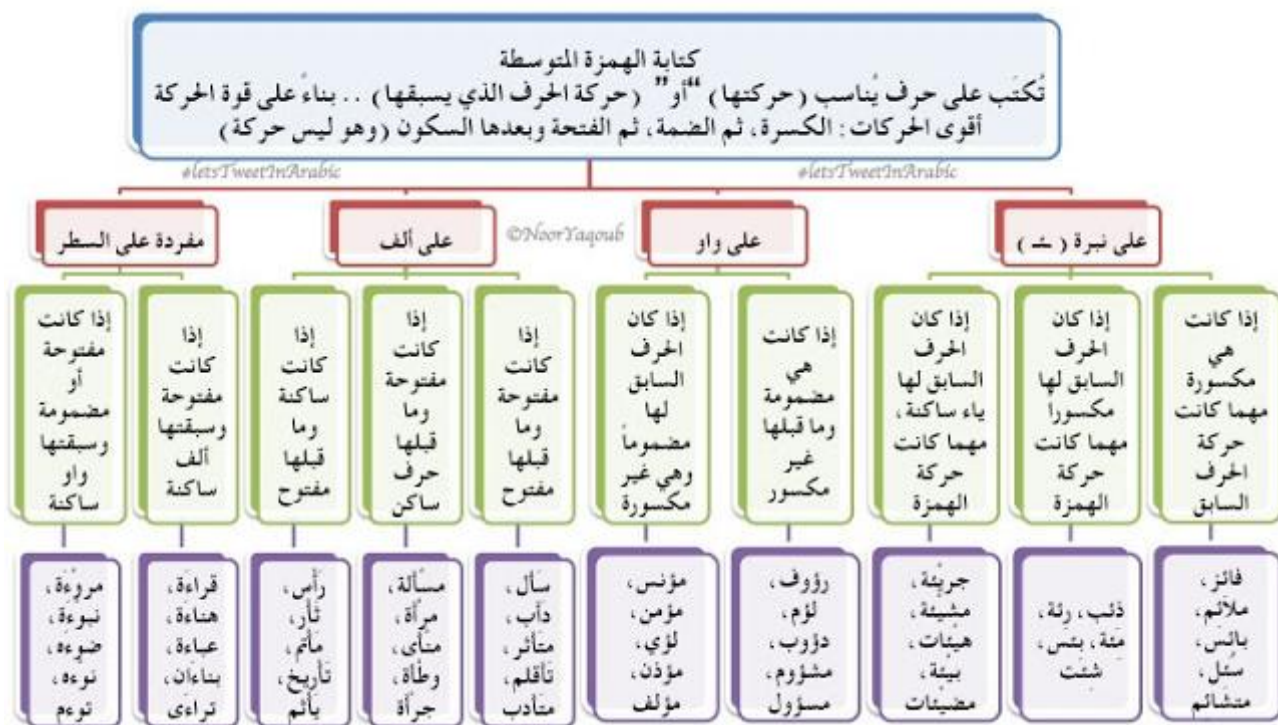 كتابة الهمزة المتوسطة
تُكتَب على حرف يُناسب (حركتها) “أو” (حركة الحرف الذي يسبقها) .. بناءً على قوة الحركة
أقوى الحركات: الكسرة، ثم الضمة، ثم الفتحة وبعدها السكون (وهو ليس حركة)
#letsTweetInArabic
#letsTweetInArabic
على نبرة (ئـ)
على واو
©NoorYaqoub
على ألف
مفردة على السطر
إذا كانت
هي
مكسورة
مهما كانت
حركة
الحرف
السابق
إذا كان
الحرف
السابق لها
مكسوراً
مهما كانت
حركة
الهمزة
إذا كان
الحرف
السابق لها
ياء ساكنة،
مهما كانت
حركة
الهمزة
إذا كانت
هي
مضمومة
وما قبلها
غير
مكسور
إذا كان
الحرف
السابق
لها
مضموماً
وهي غير
مكسورة
إذا
كانت
مفتوحة
وما
قبلها
مفتوح
إذا
كانت
مفتوحة
وما
قبلها
حرف
ساكن
إذا
كانت
ساكنة
وما
قبلها
مفتوح
إذا
كانت
مفتوحة
وسبقتها
ألف
ساكنة
إذا كانت
مفتوحة
أو
مضمومة
وسبقتها
واو
ساكنة
فائز،
ملائم،
بائس،
سئل،
متشائم
ذئب، رئة،
مئة، بئس،
شئت
جريئة،
مشيئة،
هيئات،
بيئة،
مضيئات
رؤوف،
لؤم،
دؤوب،
مشؤوم،
مسؤول
مؤنس،
مؤمن،
لؤي،
مؤذن،
مؤلف
سأل،
دأب،
متأثر،
تأقلم،
متأدب
مسألة،
مرأة،
منأى،
وطأة،
جرأة
رأس،
ثأر،
مأتم،
تأريخ،
يأثم
قراءة،
هناءة،
عباءة،
بناءان،
تراءى
مروءة،
نبوءة،
ضوءه،
نوءه،
توءم